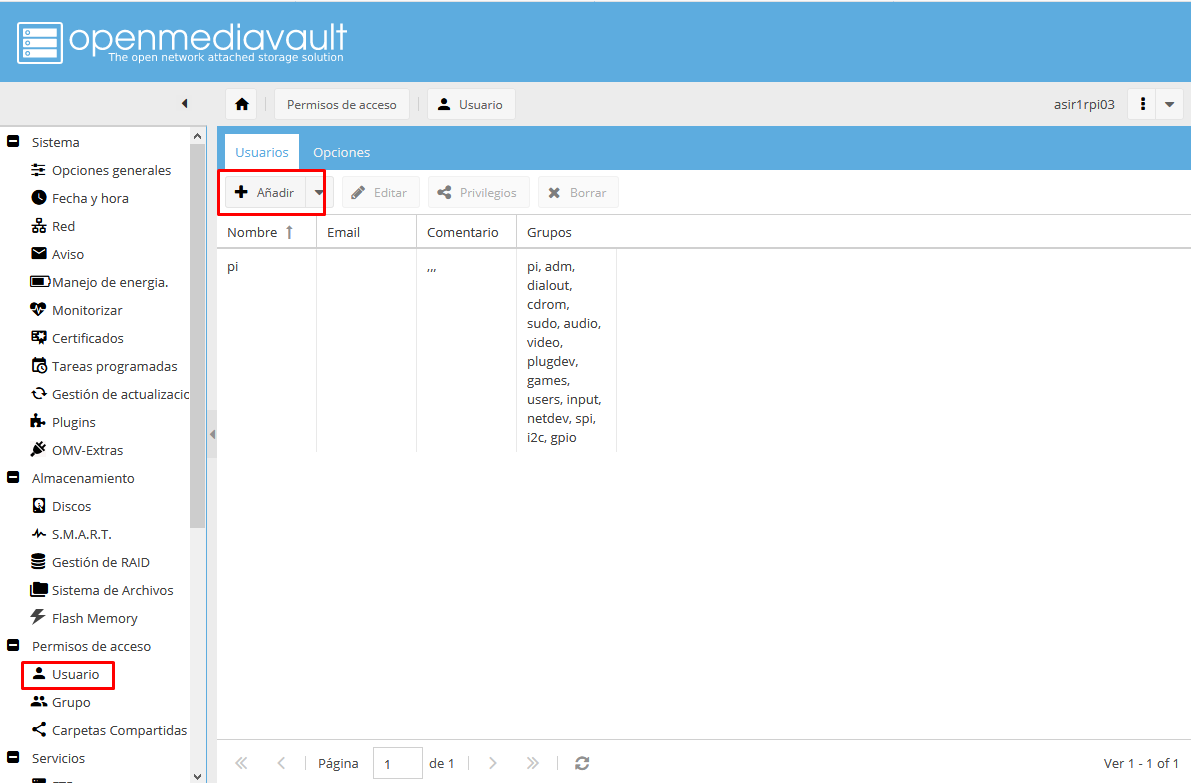 openmediavault
The open network attached storage solution
Permisos de acceso
Usuario
asir1rpi03
Sistema
Opciones generales
Fecha y hora
Red
Aviso
Manejo de energia.
Monitorizar
Certificados
Tareas programadas
Gestión de actualizacio
Plugins
OMV-Extras
Almacenamiento
Discos
S.M.A.R.T.
Gestión de RAID
Sistema de Archivos
Flash Memory
Permisos de acceso
Usuario
Grupo
Carpetas Compartidas
Servicios
Usuarios Opciones
Añadir Editar Privilegios Borrar
Nombre Email Comentario Grupos
pi ,,, pi, adm,
dialout,
cdrom,
sudo, audio,
video,
plugdev,
games,
users, input,
netdev, spi,
i2c, gpio
Página 1 de 1
Ver 1 - 1 of 1